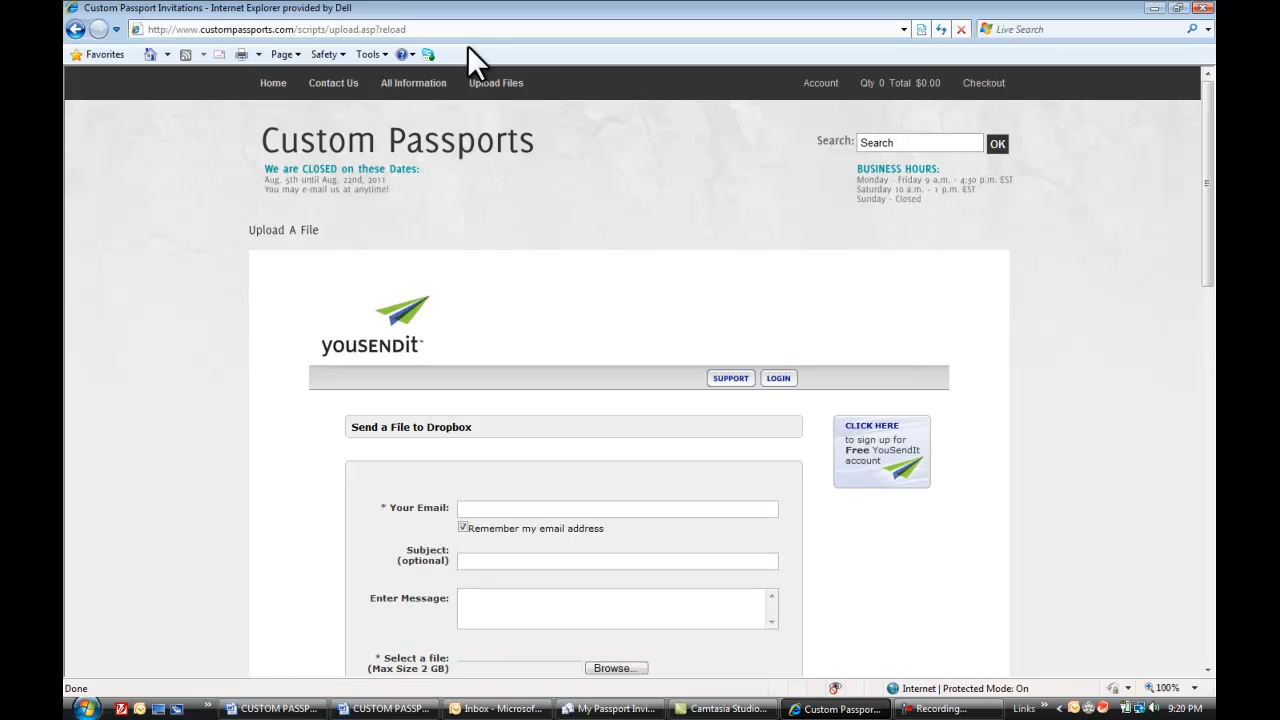 Custom Passport Invitations - Internet Explorer provided by Dell
http://www.custompassports.com/scripts/upload.asp?reload
Live Search
Favorites
Page
Safety
Tools
Home
Contact Us
All Information
Upload Files
Account
Qty 0 Total $0.00
Checkout
Custom Passports
Search:
Search
OK
We are CLOSED on these Dates:
Aug. 5th until Aug. 22nd, 2011
You may e-mail us at anytime!
BUSINESS HOURS:
Monday - Friday 9 a.m. - 4:30 p.m. EST
Saturday 10 a.m. - 1 p.m. EST
Sunday - Closed
Upload A File
YOUSENDIT™
SUPPORT
LOGIN
Send a File to Dropbox
CLICK HERE
to sign up for
Free YouSendIt
account
* Your Email:
Remember my email address
Subject:
(optional)
Enter Message:
* Select a file:
(Max Size 2 GB)
Browse...
Done
Internet | Protected Mode: On
100%
CUSTOM PASSP...
CUSTOM PASSP...
Inbox - Microsof...
My Passport Invi...
Camtasia Studio...
Custom Passpor...
Recording...
Links
9:20 PM